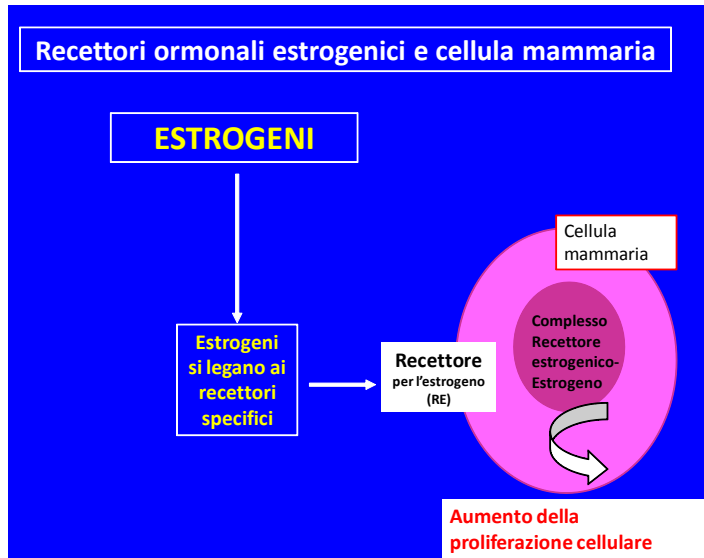 Recettori ormonali estrogenici e cellula mammaria
ESTROGENI
Cellula
mammaria
Estrogeni
si legano ai
recettori
specifici
Recettore
per l'estrogeno
(RE)
Complesso
Recettore
estrogenico-
Estrogeno
Aumento della
proliferazione cellulare